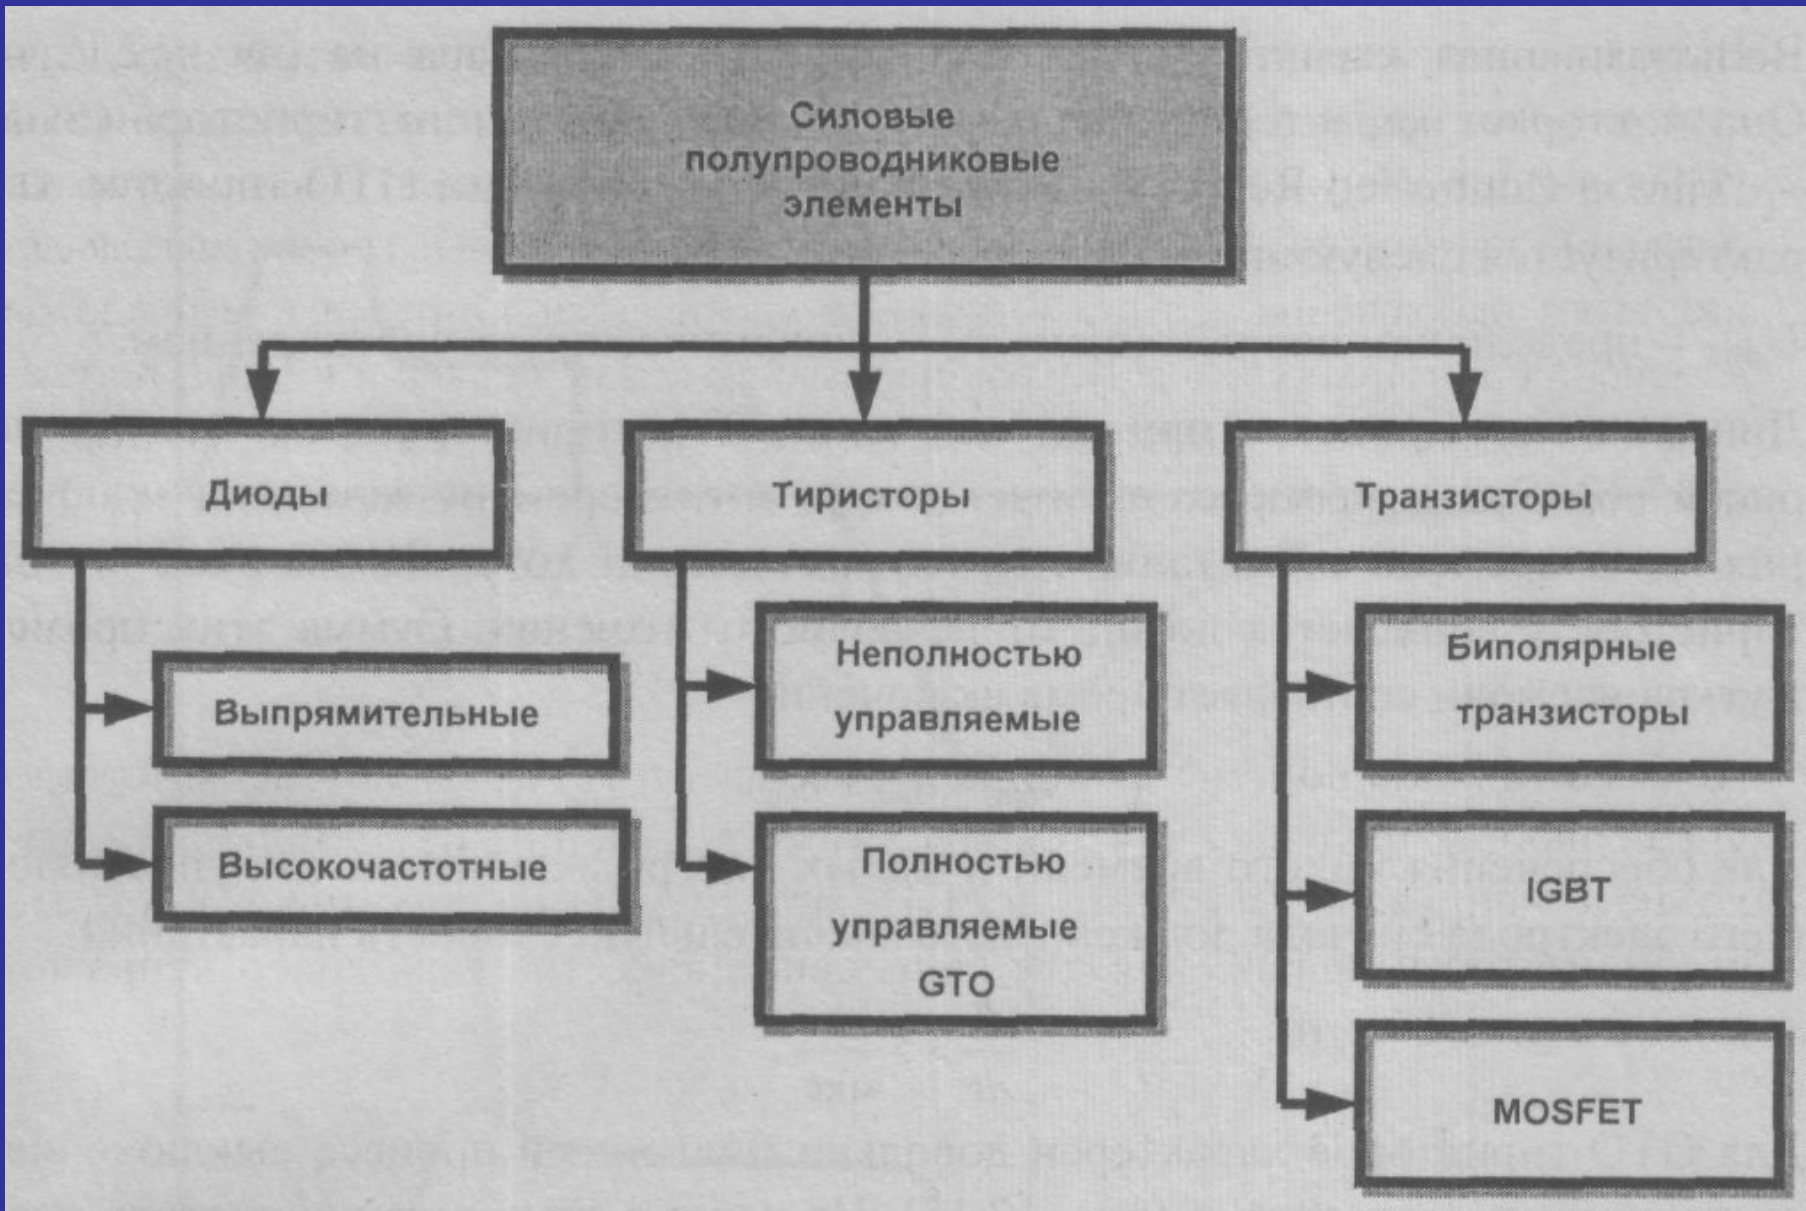 Силовые
полупроводниковые
элементы
Диоды
Тиристоры
Транзисторы
Выпрямительные
Высокочастотные
Неполностью
управляемые
Полностью
управляемые
GTO
Биполярные
транзисторы
IGBT
MOSFET